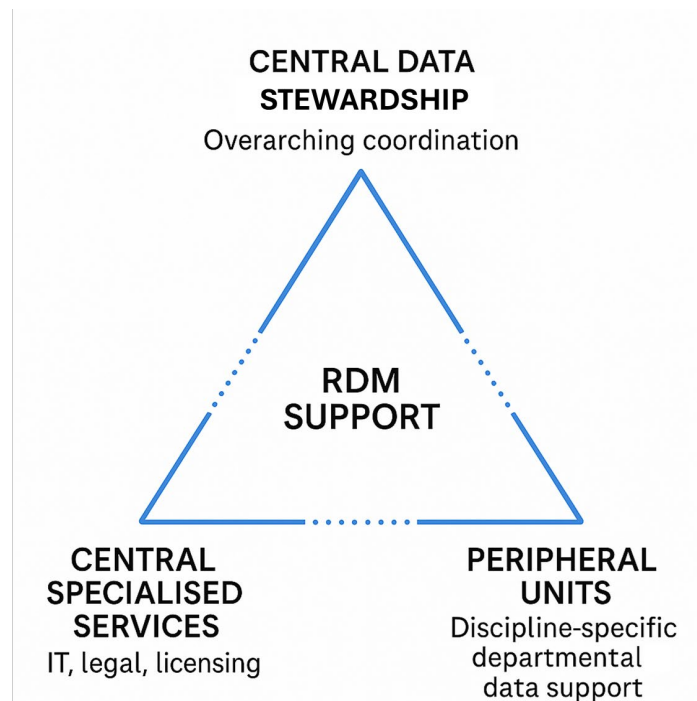 CENTRAL DATA
STEWARDSHIP
Overarching coordination
RDM
SUPPORT
CENTRAL
SPECIALISED
SERVICES
IT, legal, licensing
PERIPHERAL
UNITS
Discipline-specific
departmental
data support